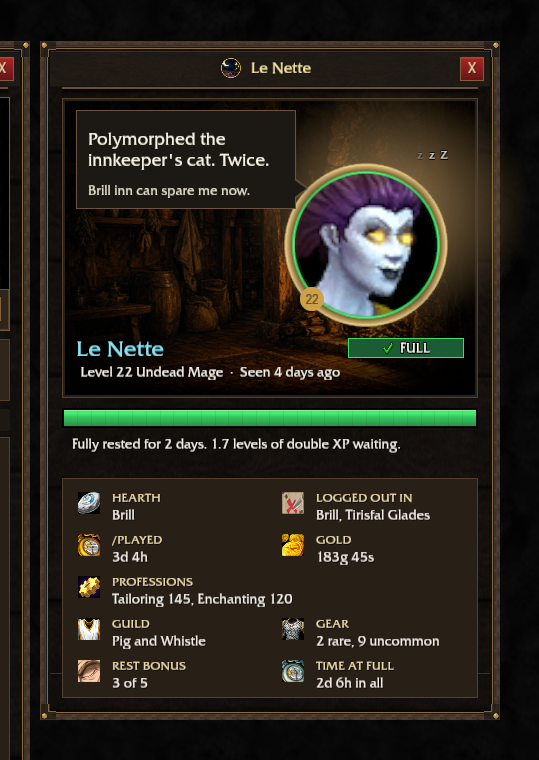 X
Le Nette
X
Polymorphed the
innkeeper's cat. Twice.
Brill inn can spare me now.
z z Z
22
Le Nette
FULL
Level 22 Undead Mage · Seen 4 days ago
Fully rested for 2 days. 1.7 levels of double XP waiting.
HEARTH
Brill
LOGGED OUT IN
Brill, Tirisfal Glades
/PLAYED
3d 4h
GOLD
183g 45s
PROFESSIONS
Tailoring 145, Enchanting 120
GUILD
Pig and Whistle
GEAR
2 rare, 9 uncommon
REST BONUS
3 of 5
TIME AT FULL
2d 6h in all